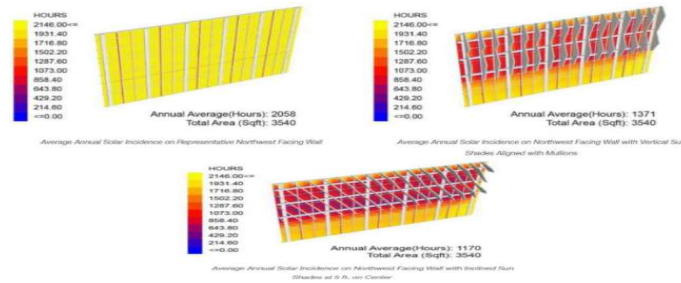 HOURS
2146.00<=
1931.40
1716.80
1502.20
1287.60
1073.00
858.40
643.80
429.20
214.60
<=0.00
Annual Average(Hours): 2058
Total Area (Sqft): 3540
Average Annual Solar Incidence on Representative Northwest Facing Wall
HOURS
2146.00<=
1931.40
1716.80
1502.20
1287.60
1073.00
858.40
643.80
429.20
214.60
<=0.00
Annual Average(Hours): 1371
Total Area (Sqft): 3540
Average Annual Solar Incidence on Northwest Facing Wall with Vertical Su
Shades Aligned with Mullions
HOURS
2146.00<=
1931.40
1716.80
1502.20
1287.60
1073.00
858.40
643.80
429.20
214.60
<=0.00
Annual Average(Hours): 1170
Total Area (Sqft): 3540
Average Annual Solar Incidence on Northwest Facing Wall with Inclined Sun
Shades at 5 ft. on Center